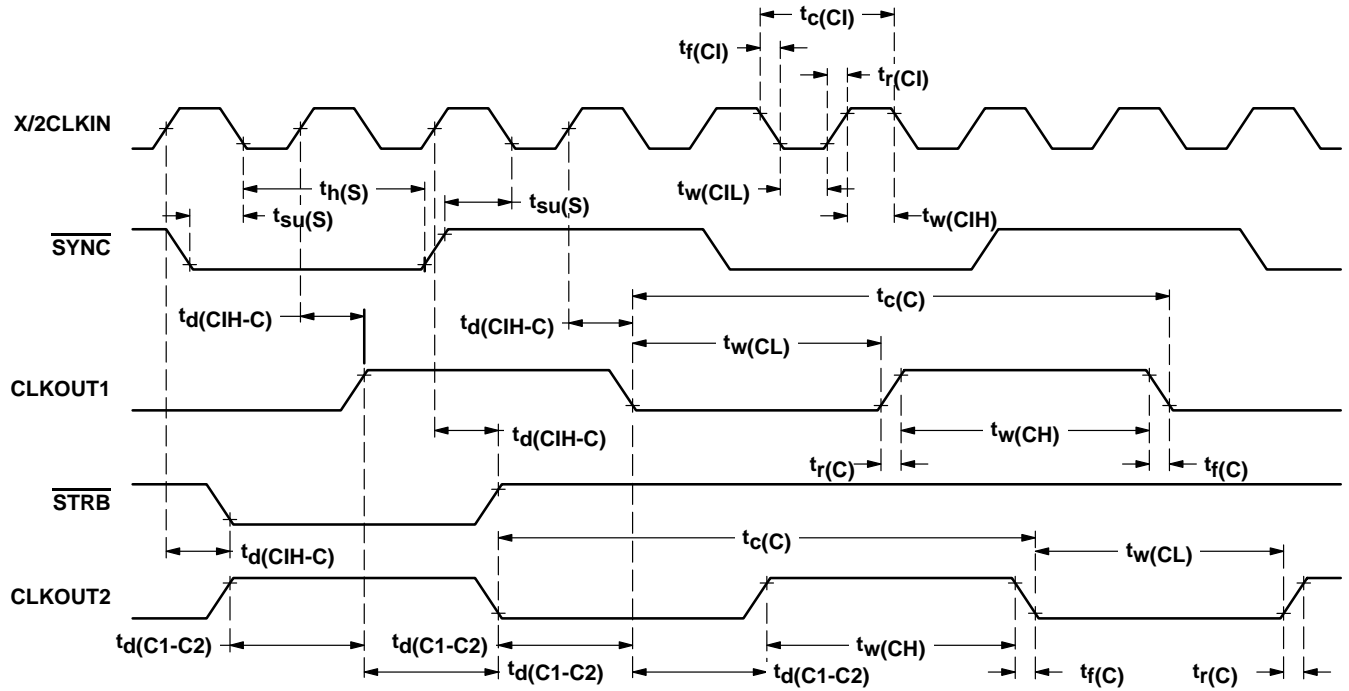 tc(CI)
tf(CI)
tr(CI)
X/2CLKIN
th(S)
tsu(S)
tsu(S)
tw(CIL)
tw(CIH)
SYNC
td(CIH-C)
td(CIH-C)
tc(C)
tw(CL)
CLKOUT1
td(CIH-C)
tw(CH)
tr(C)
tf(C)
STRB
td(CIH-C)
tc(C)
tw(CL)
CLKOUT2
td(C1-C2)
td(C1-C2)
td(C1-C2)
td(C1-C2)
tw(CH)
tf(C)
tr(C)